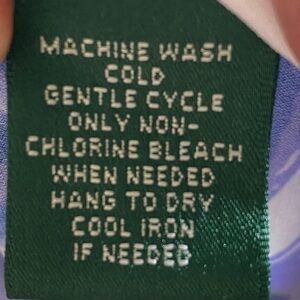 MACHINE WASH
COLD
GENTLE CYCLE
ONLY NON-
CHLORINE BLEACH
WHEN NEEDED
HANG TO DRY
COOL IRON
IF NEEDED